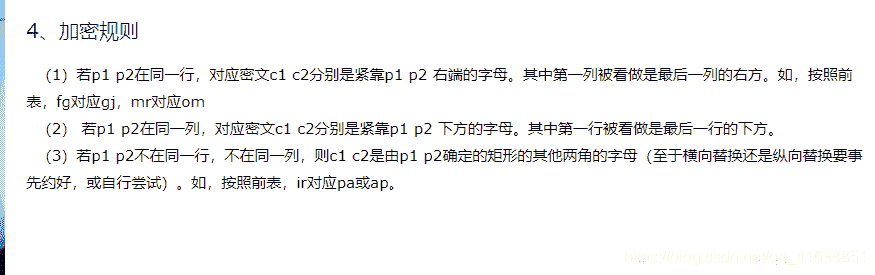 4、加密规则
（1）若p1 p2在同一行，对应密文c1 c2分别是紧靠p1 p2 右端的字母。其中第一列被看做是最后一列的右方。如，按照前
表，fg对应gj，mr对应om
（2） 若p1 p2在同一列，对应密文c1 c2分别是紧靠p1 p2 下方的字母。其中第一行被看做是最后一行的下方。
（3）若p1 p2不在同一行，不在同一列，则c1 c2是由p1 p2确定的矩形的其他两角的字母（至于横向替换还是纵向替换要事
先约好，或自行尝试）。如，按照前表，ir对应pa或ap。
https://blog.csdn.net/qq_41638851